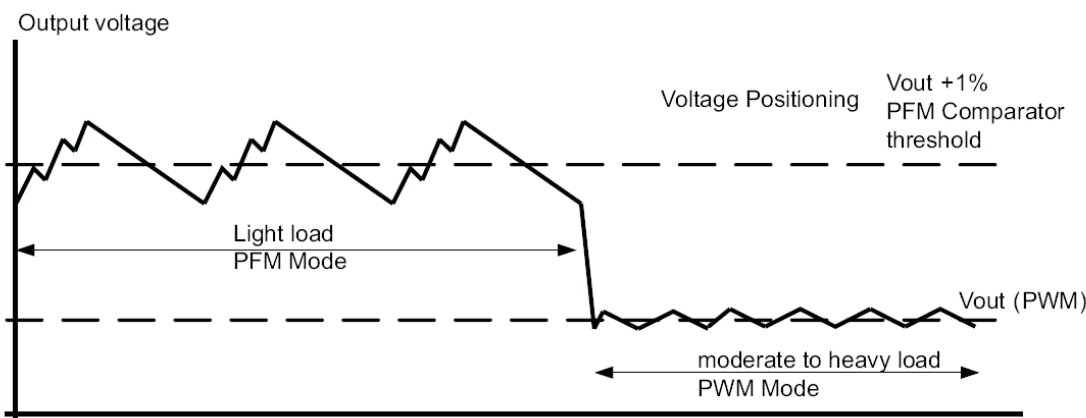 Output voltage
Voltage Positioning
Vout +1%
PFM Comparator
threshold
Light load
PFM Mode
Vout (PWM)
moderate to heavy load
PWM Mode